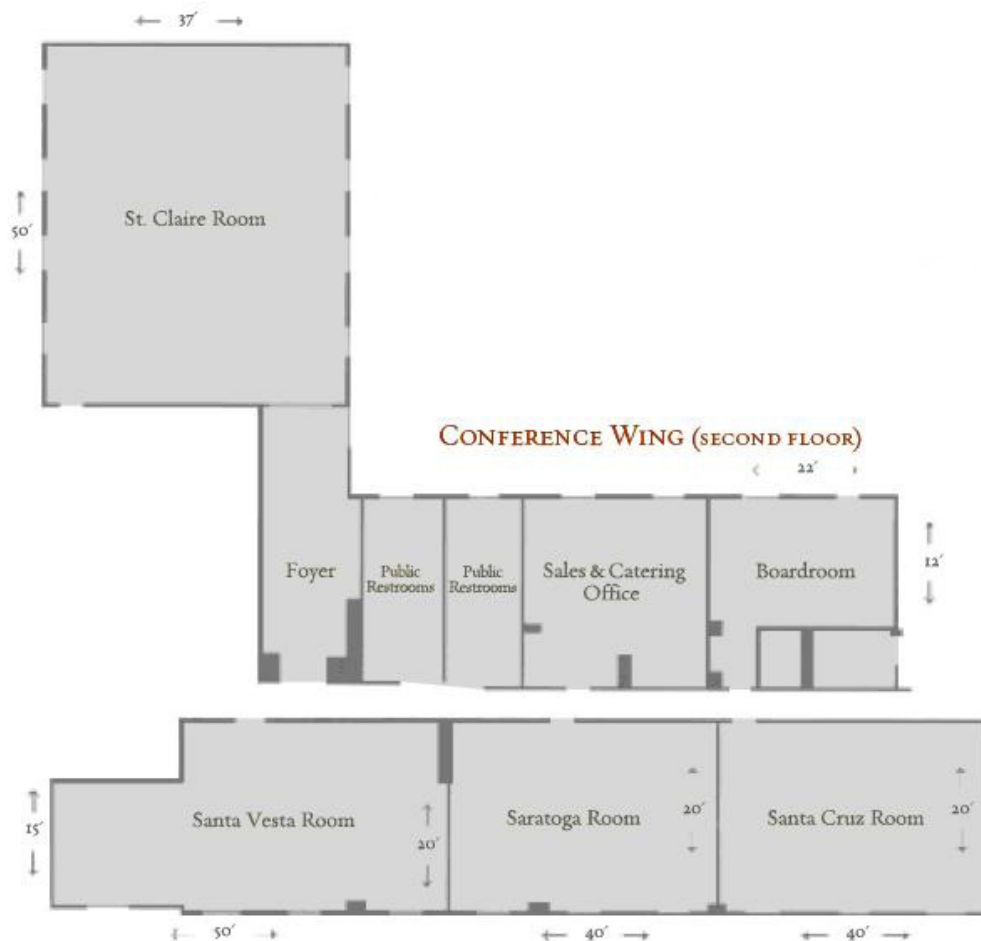 37′
St. Claire Room
50′
CONFERENCE WING (SECOND FLOOR)
22′
Foyer
Public
Restrooms
Public
Restrooms
Sales & Catering
Office
Boardroom
12′
15′
Santa Vesta Room
20′
Saratoga Room
20′
Santa Cruz Room
20′
50′
40′
40′